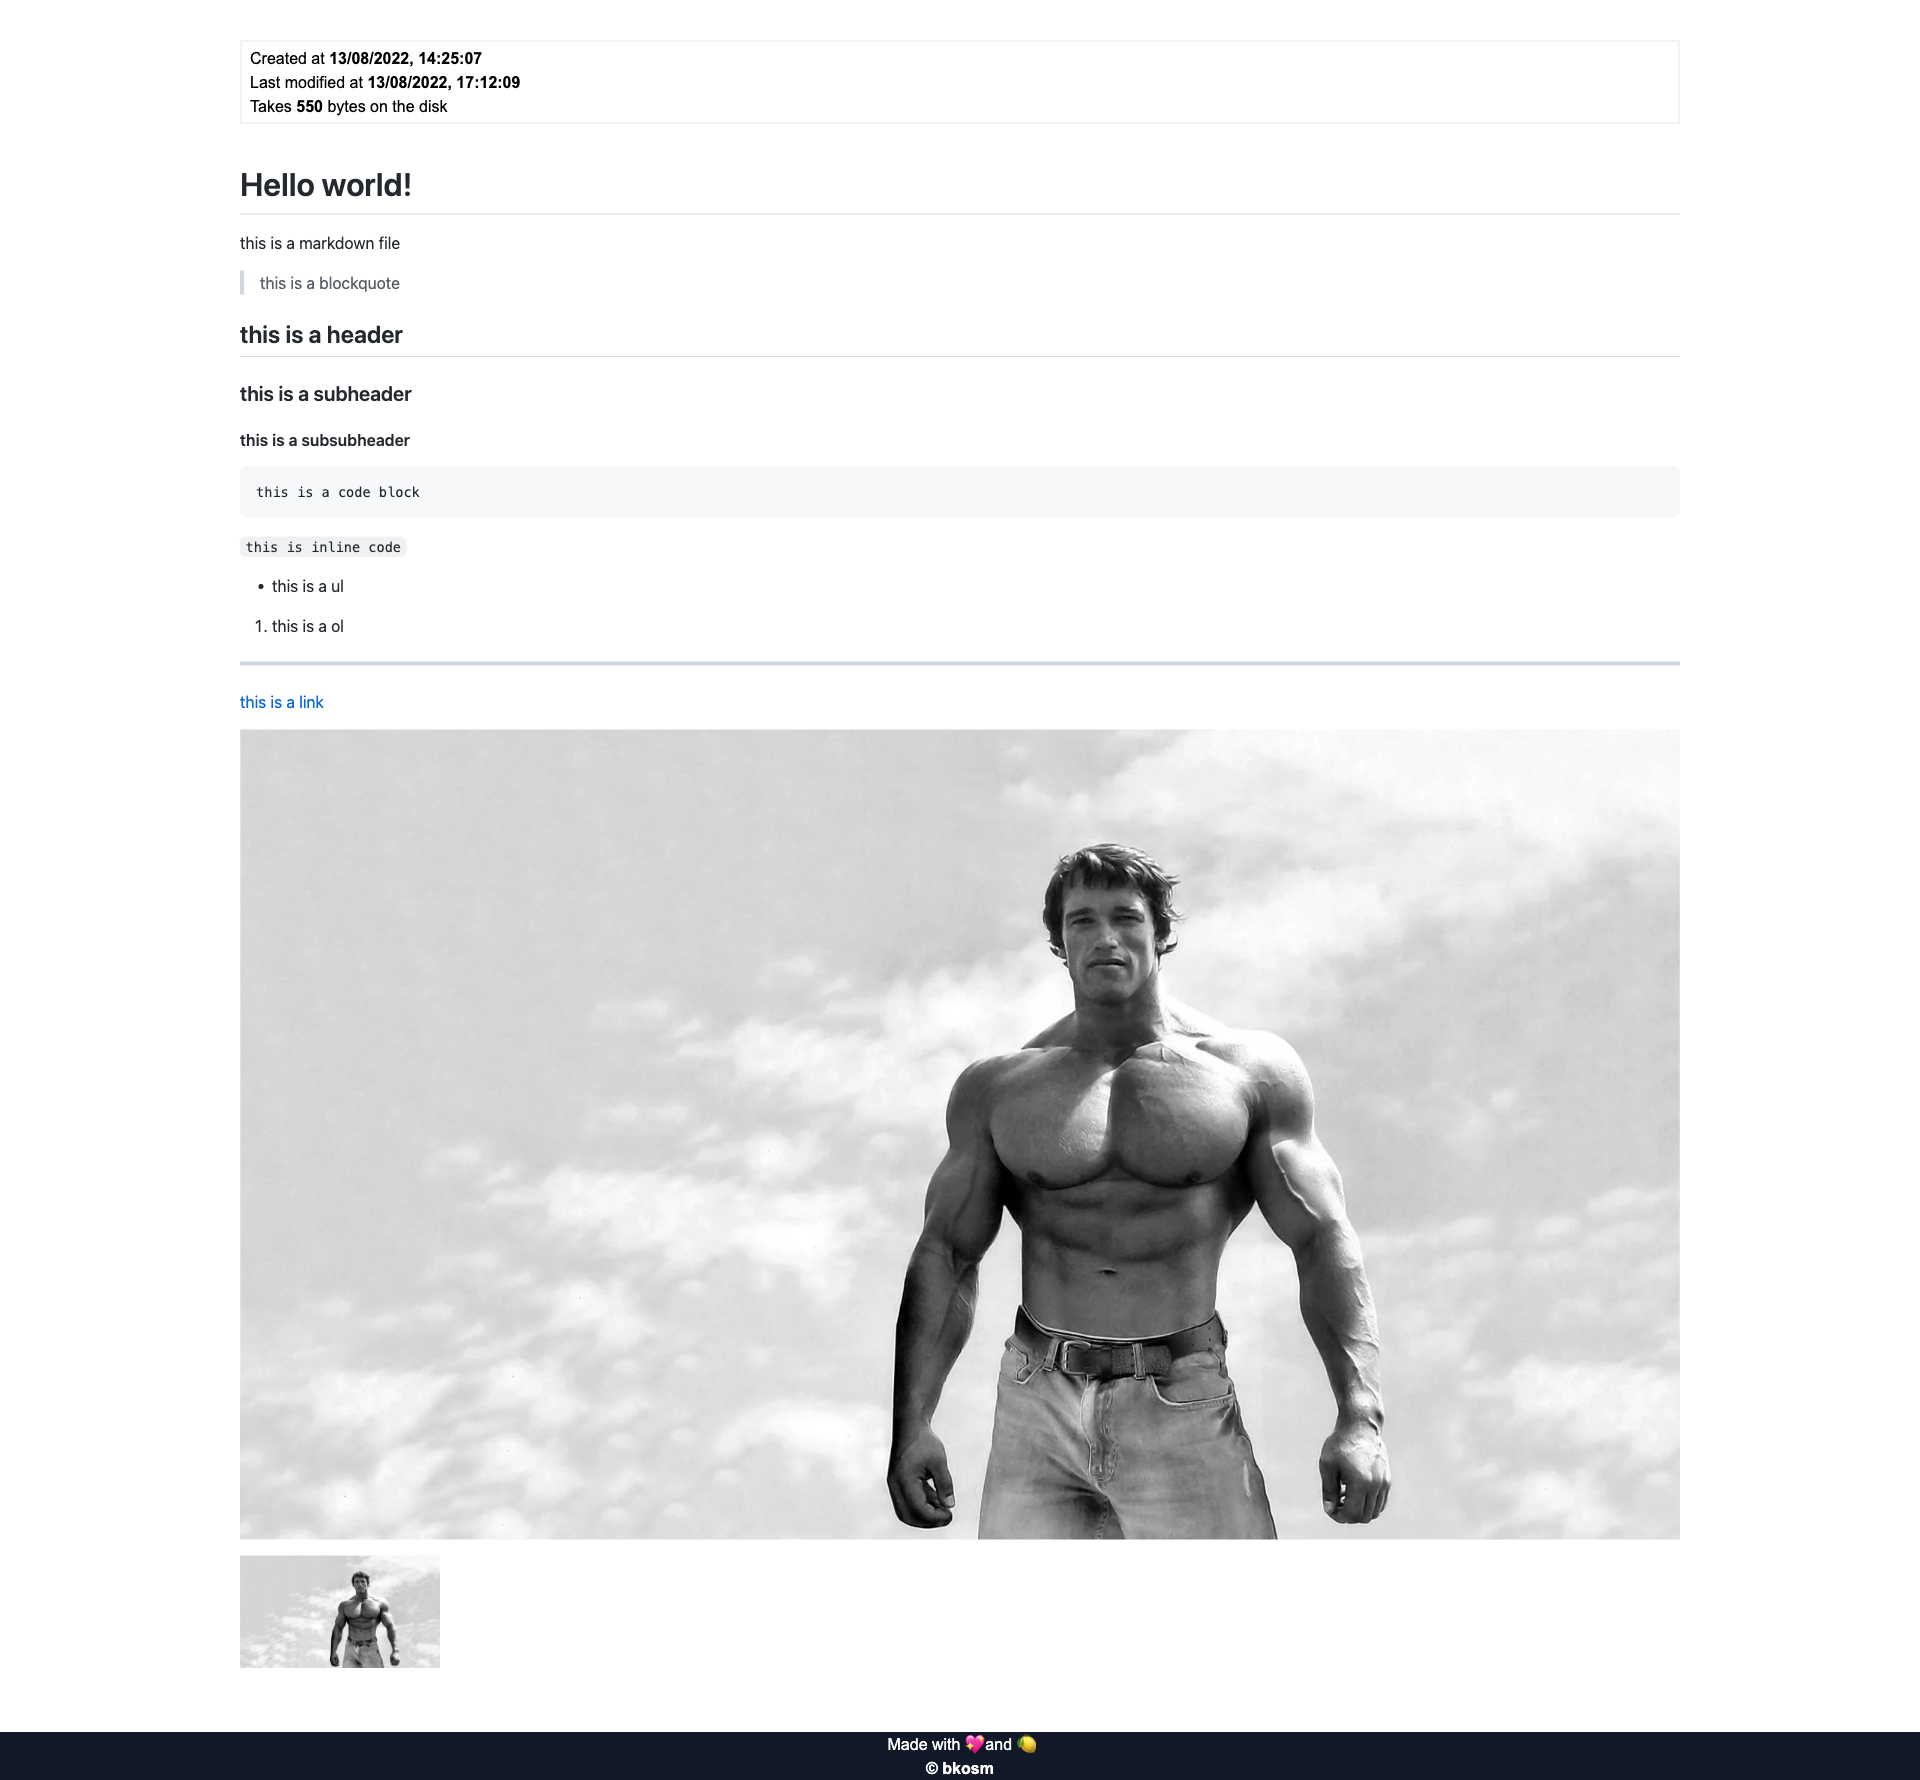 Created at 13/08/2022, 14:25:07
Last modified at 13/08/2022, 17:12:09
Takes 550 bytes on the disk
Hello world!
this is a markdown file
this is a blockquote
this is a header
this is a subheader
this is a subsubheader
this is a code block
this is inline code
• this is a ul
1. this is a ol
this is a link
Made with 💖and 🍋
© bkosm